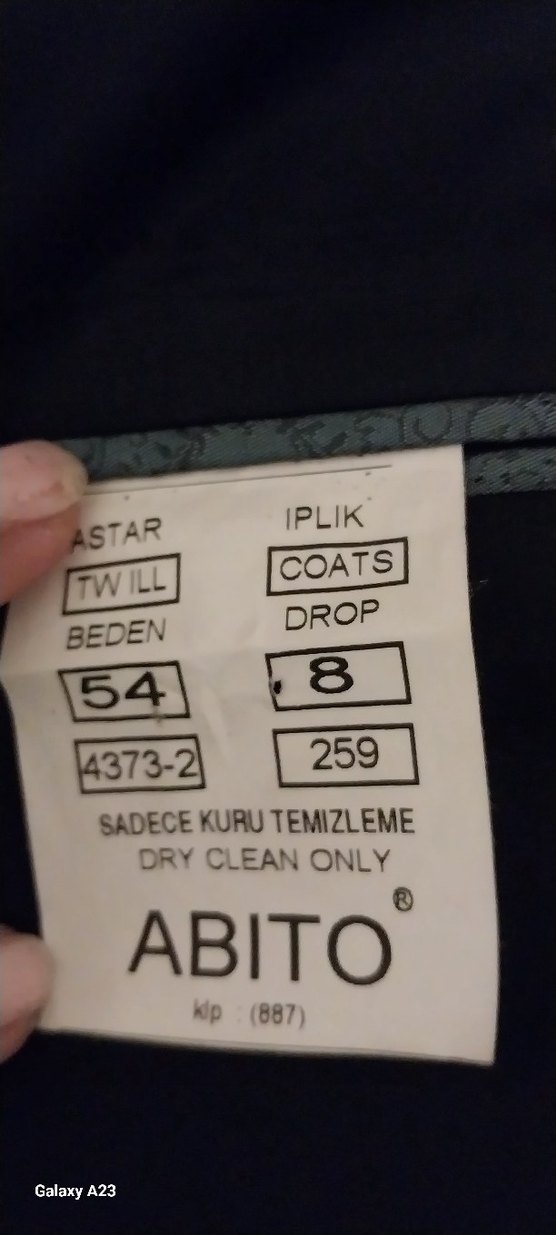 ASTAR IPLIK
TWILL COATS
BEDEN DROP
54 8
4373-2 259
SADECE KURU TEMIZLEME
DRY CLEAN ONLY
ABITO®
klp : (887)
Galaxy A23